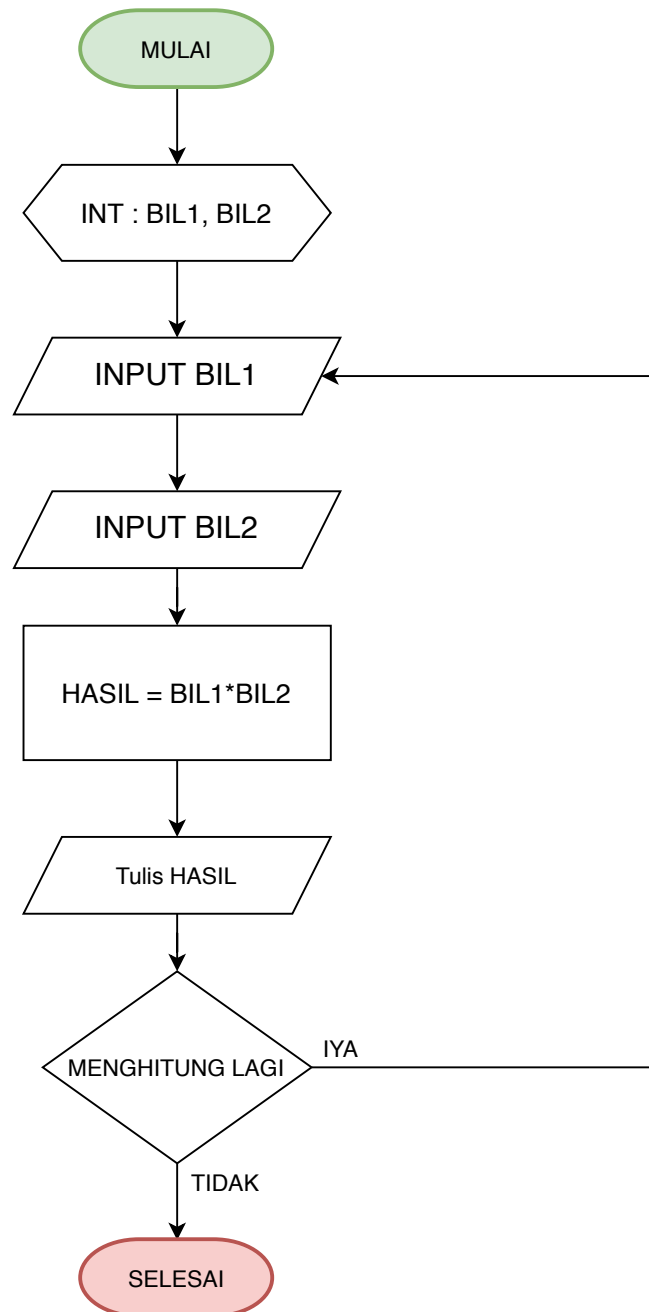 MULAI
INT : BIL1, BIL2
INPUT BIL1
INPUT BIL2
HASIL = BIL1*BIL2
Tulis HASIL
MENGHITUNG LAGI
IYA
TIDAK
SELESAI